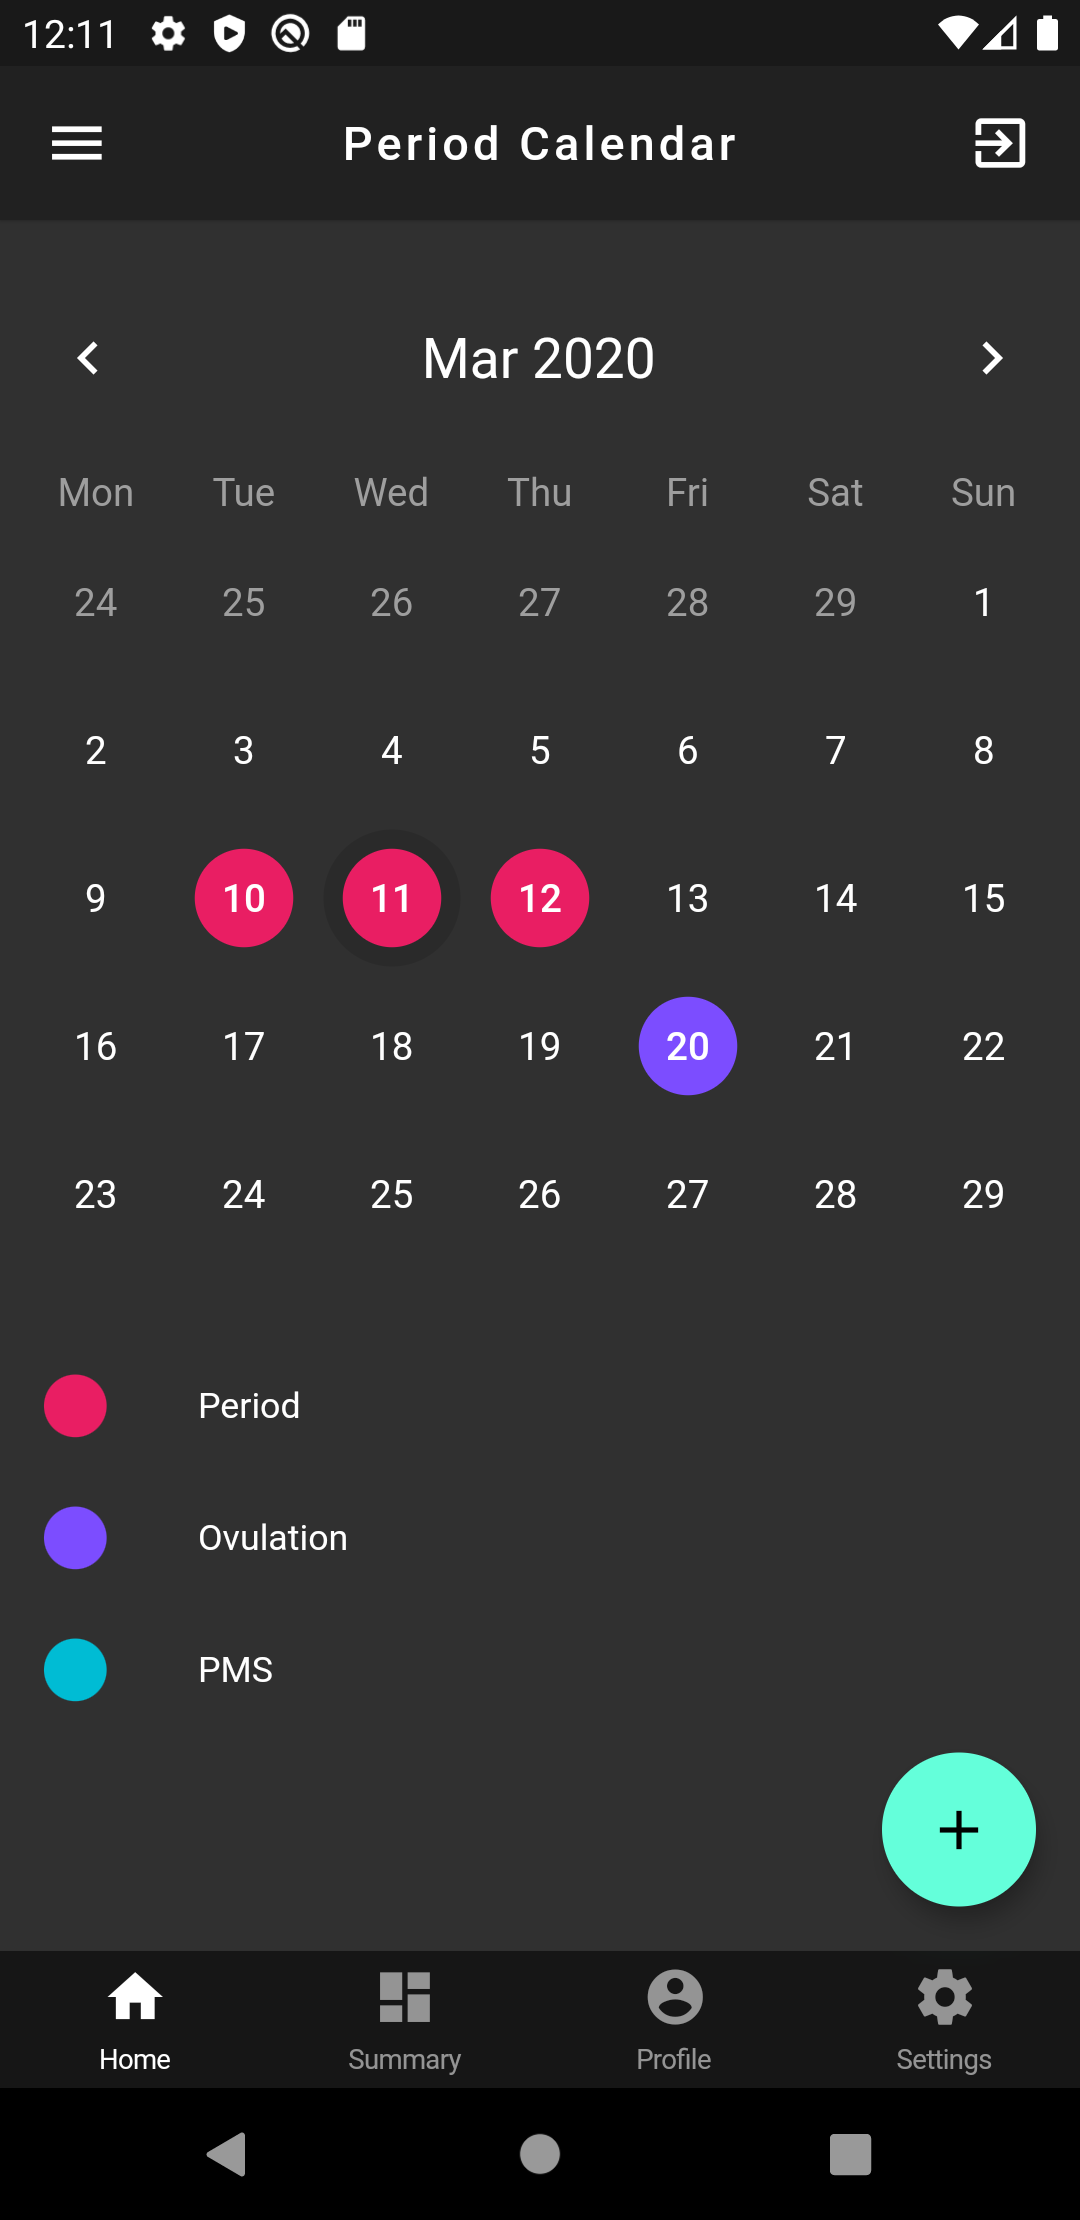 12:11
Period Calendar
Mar 2020
Mon Tue Wed Thu Fri Sat Sun
24 25 26 27 28 29 1
2 3 4 5 6 7 8
9 10 11 12 13 14 15
16 17 18 19 20 21 22
23 24 25 26 27 28 29
Period
Ovulation
PMS
Home Summary Profile Settings